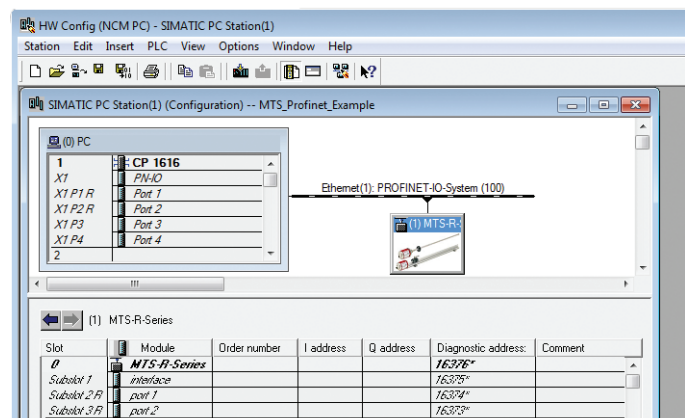 HW Config (NCM PC) - SIMATIC PC Station(1)
Station Edit Insert PLC View Options Window Help
SIMATIC PC Station(1) (Configuration) -- MTS_Profinet_Example
(0) PC
1 CP 1616
X1 PN-IO
X1 P1 R Port 1
X1 P2 R Port 2
X1 P3 Port 3
X1 P4 Port 4
2
Ethernet(1): PROFINET-IO-System (100)
(1) MTS-R-S
(1) MTS-R-Series
Slot Module Order number I address Q address Diagnostic address: Comment
0 MTS-R-Series 16376*
Subslot 1 interface 16375*
Subslot 2 R port 1 16374*
Subslot 3 R port 2 16373*